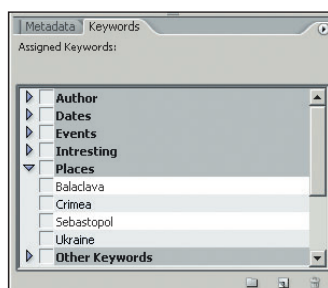 Metadata Keywords
Assigned Keywords:
Author
Dates
Events
Intresting
Places
Balaclava
Crimea
Sebastopol
Ukraine
Other Keywords